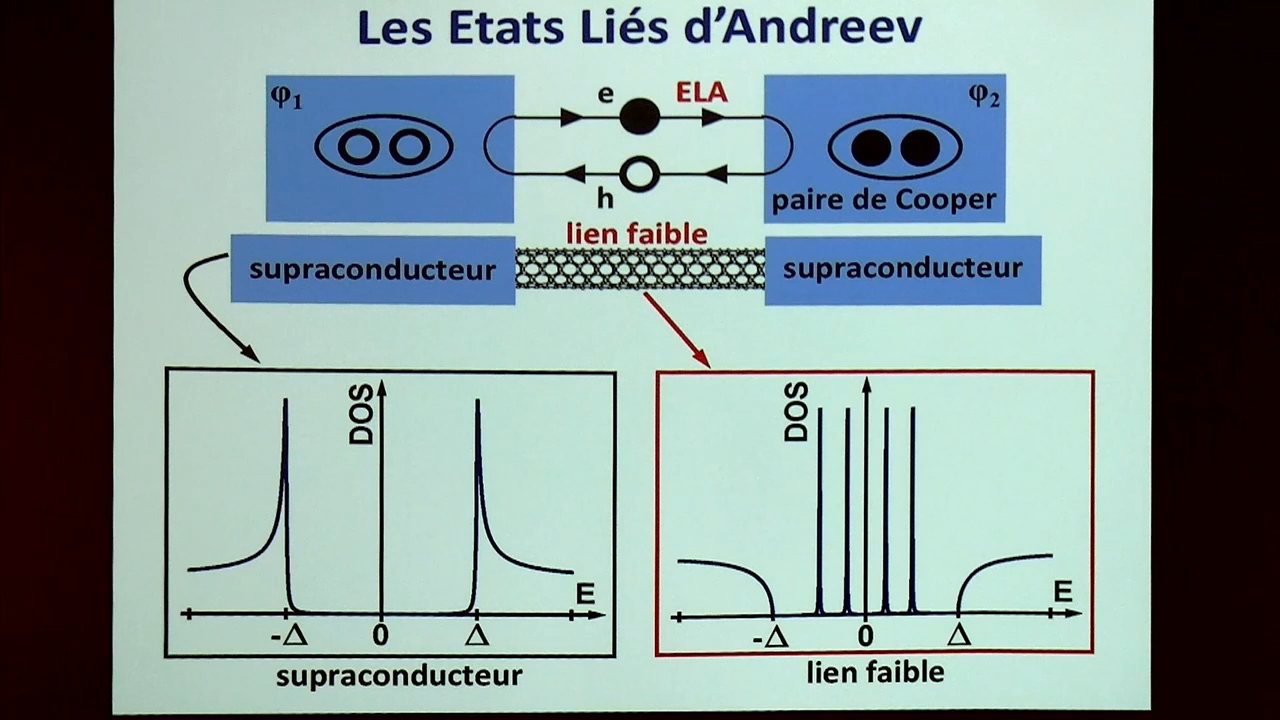 Les Etats Liés d'Andreev
φ1
e
ELA
φ2
h
paire de Cooper
lien faible
supraconducteur
supraconducteur
DOS
E
-Δ
0
Δ
supraconducteur
DOS
E
-Δ
0
Δ
lien faible